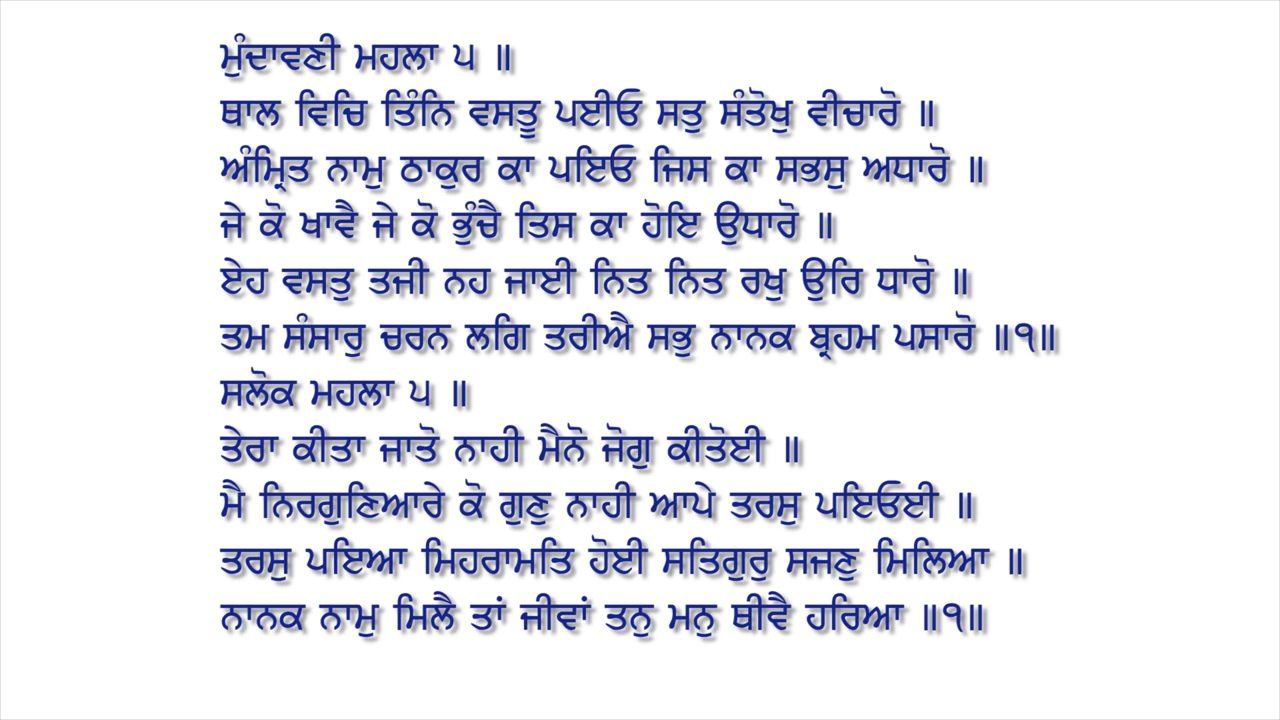 ਮੁੰਦਾਵਣੀ ਮਹਲਾ ੫ ॥
ਥਾਲ ਵਿਚਿ ਤਿੰਨਿ ਵਸਤੂ ਪਈਓ ਸਤੁ ਸੰਤੋਖੁ ਵੀਚਾਰੋ ॥
ਅੰਮ੍ਰਿਤ ਨਾਮੁ ਠਾਕੁਰ ਕਾ ਪਇਓ ਜਿਸ ਕਾ ਸਭਸੁ ਅਧਾਰੋ ॥
ਜੇ ਕੋ ਖਾਵੈ ਜੇ ਕੋ ਭੁੰਚੈ ਤਿਸ ਕਾ ਹੋਇ ਉਧਾਰੋ ॥
ਏਹ ਵਸਤੁ ਤਜੀ ਨਹ ਜਾਈ ਨਿਤ ਨਿਤ ਰਖੁ ਉਰਿ ਧਾਰੋ ॥
ਤਮ ਸੰਸਾਰੁ ਚਰਨ ਲਗਿ ਤਰੀਐ ਸਭੁ ਨਾਨਕ ਬ੍ਰਹਮ ਪਸਾਰੋ ॥੧॥
ਸਲੋਕ ਮਹਲਾ ੫ ॥
ਤੇਰਾ ਕੀਤਾ ਜਾਤੋ ਨਾਹੀ ਮੈਨੋ ਜੋਗੁ ਕੀਤੋਈ ॥
ਮੈ ਨਿਰਗੁਣਿਆਰੇ ਕੋ ਗੁਣੁ ਨਾਹੀ ਆਪੇ ਤਰਸੁ ਪਇਓਈ ॥
ਤਰਸੁ ਪਇਆ ਮਿਹਰਾਮਤਿ ਹੋਈ ਸਤਿਗੁਰੁ ਸਜਣੁ ਮਿਲਿਆ ॥
ਨਾਨਕ ਨਾਮੁ ਮਿਲੈ ਤਾਂ ਜੀਵਾਂ ਤਨੁ ਮਨੁ ਥੀਵੈ ਹਰਿਆ ॥੧॥